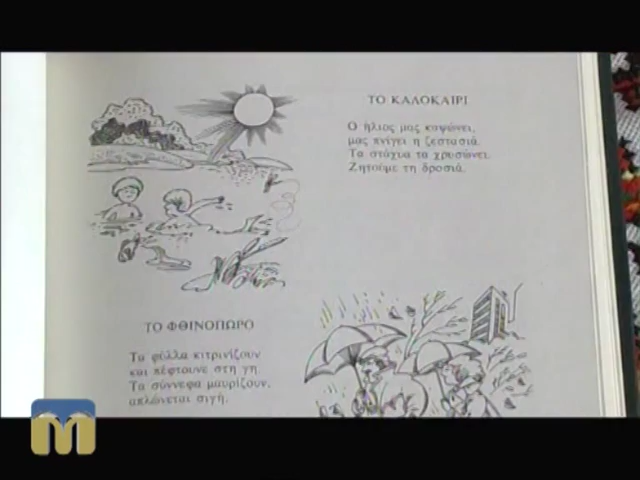 ΤΟ ΚΑΛΟΚΑΙΡΙ
Ο ήλιος μας καψώνει,
μας πνίγει η ζεστασιά.
Τα στάχυα τα χρυσώνει.
Ζητούμε τη δροσιά.
ΤΟ ΦΘΙΝΟΠΩΡΟ
Τα φύλλα κιτρινίζουν
και πέφτουνε στη γη.
Τα σύννεφα μαυρίζουν,
απλώνεται σιγή.
M